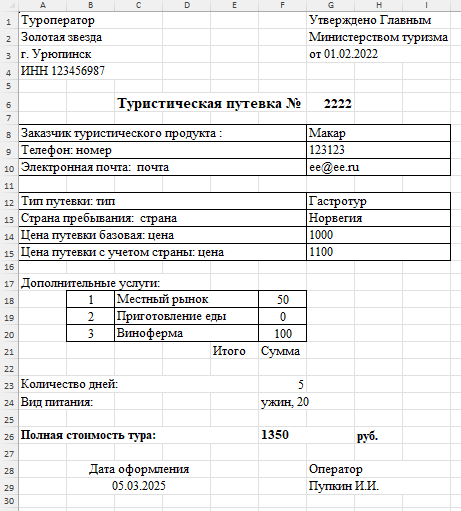 A B C D E F G H I
1 Туроператор Утверждено Главным
2 Золотая звезда Министерством туризма
3 г. Урюпинск от 01.02.2022
4 ИНН 123456987
5
6 Туристическая путевка № 2222
7
8 Заказчик туристического продукта : Макар
9 Телефон: номер 123123
10 Электронная почта: почта ee@ee.ru
11
12 Тип путевки: тип Гастротур
13 Страна пребывания: страна Норвегия
14 Цена путевки базовая: цена 1000
15 Цена путевки с учетом страны: цена 1100
16
17 Дополнительные услуги:
18 1 Местный рынок 50
19 2 Приготовление еды 0
20 3 Виноферма 100
21 Итого Сумма
22
23 Количество дней: 5
24 Вид питания: ужин, 20
25
26 Полная стоимость тура: 1350 руб.
27
28 Дата оформления Оператор
29 05.03.2025 Пупкин И.И.
30